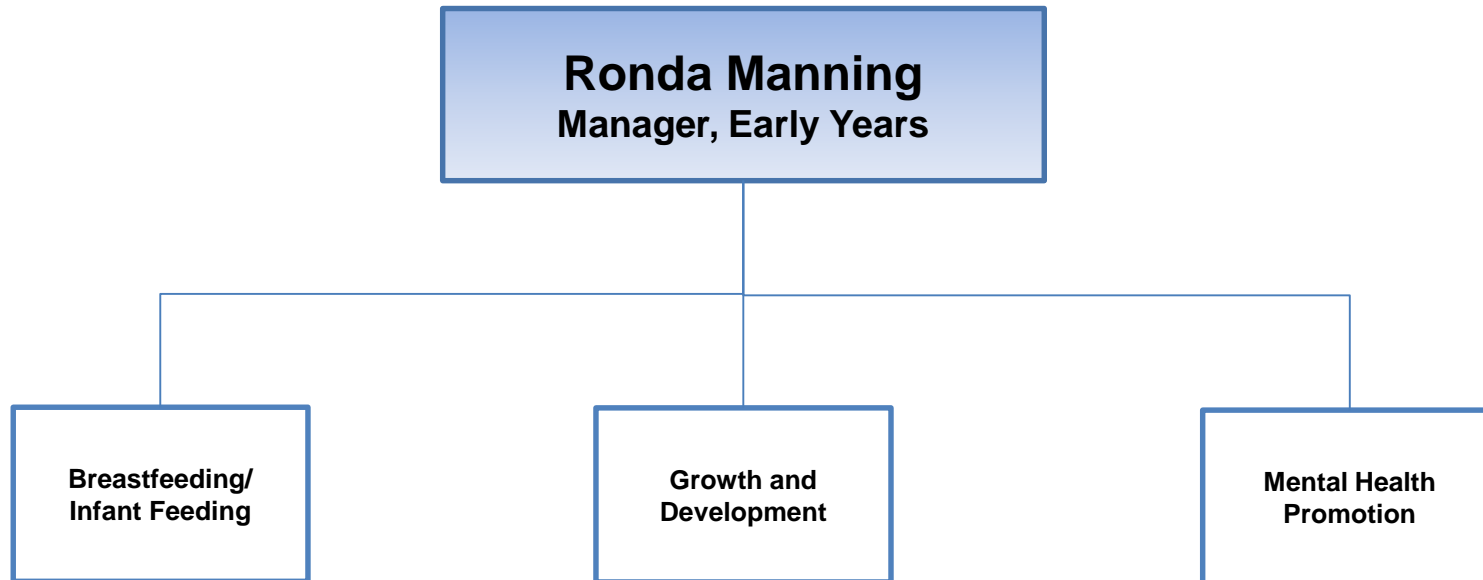 Ronda Manning
Manager, Early Years
Breastfeeding/
Infant Feeding
Growth and
Development
Mental Health
Promotion